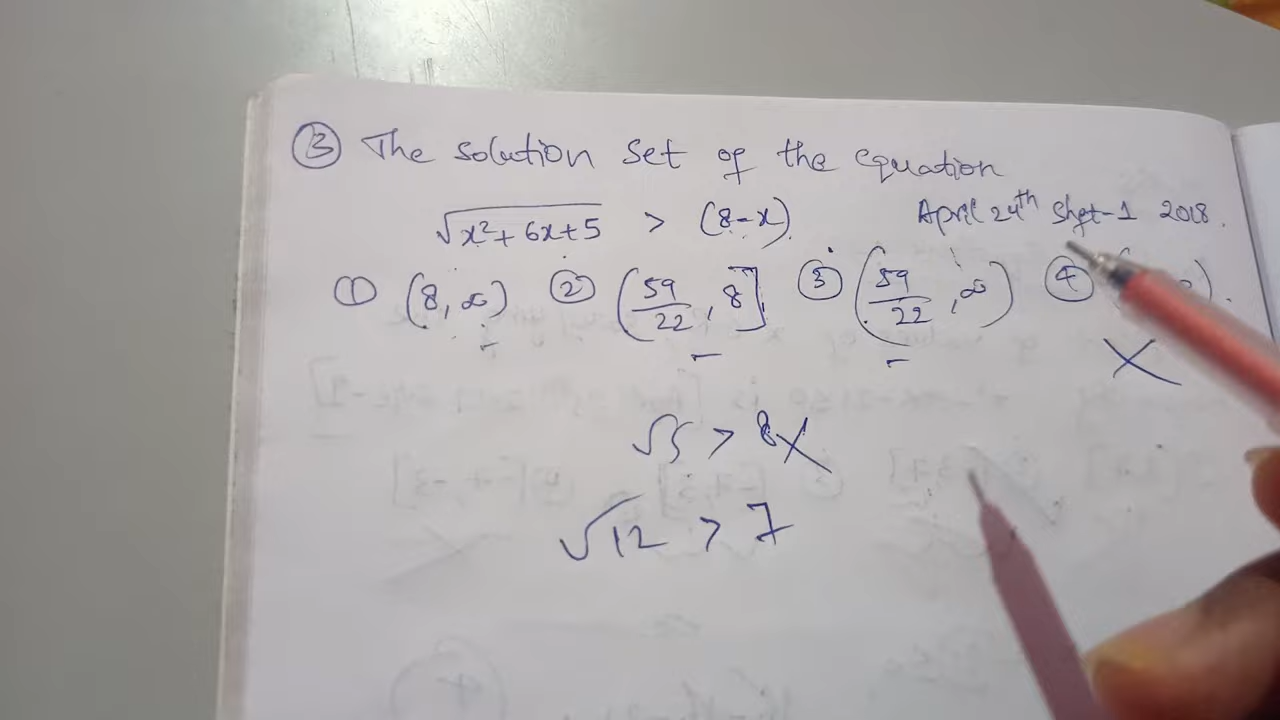 ③ The solution set of the equation
√x²+6x+5 > (8-x)
April 24th Shft-1 2018.
① (8, ∞) ② (59/22, 8] ③ (59/22, ∞) ④
√5 > 8
√12 > 7